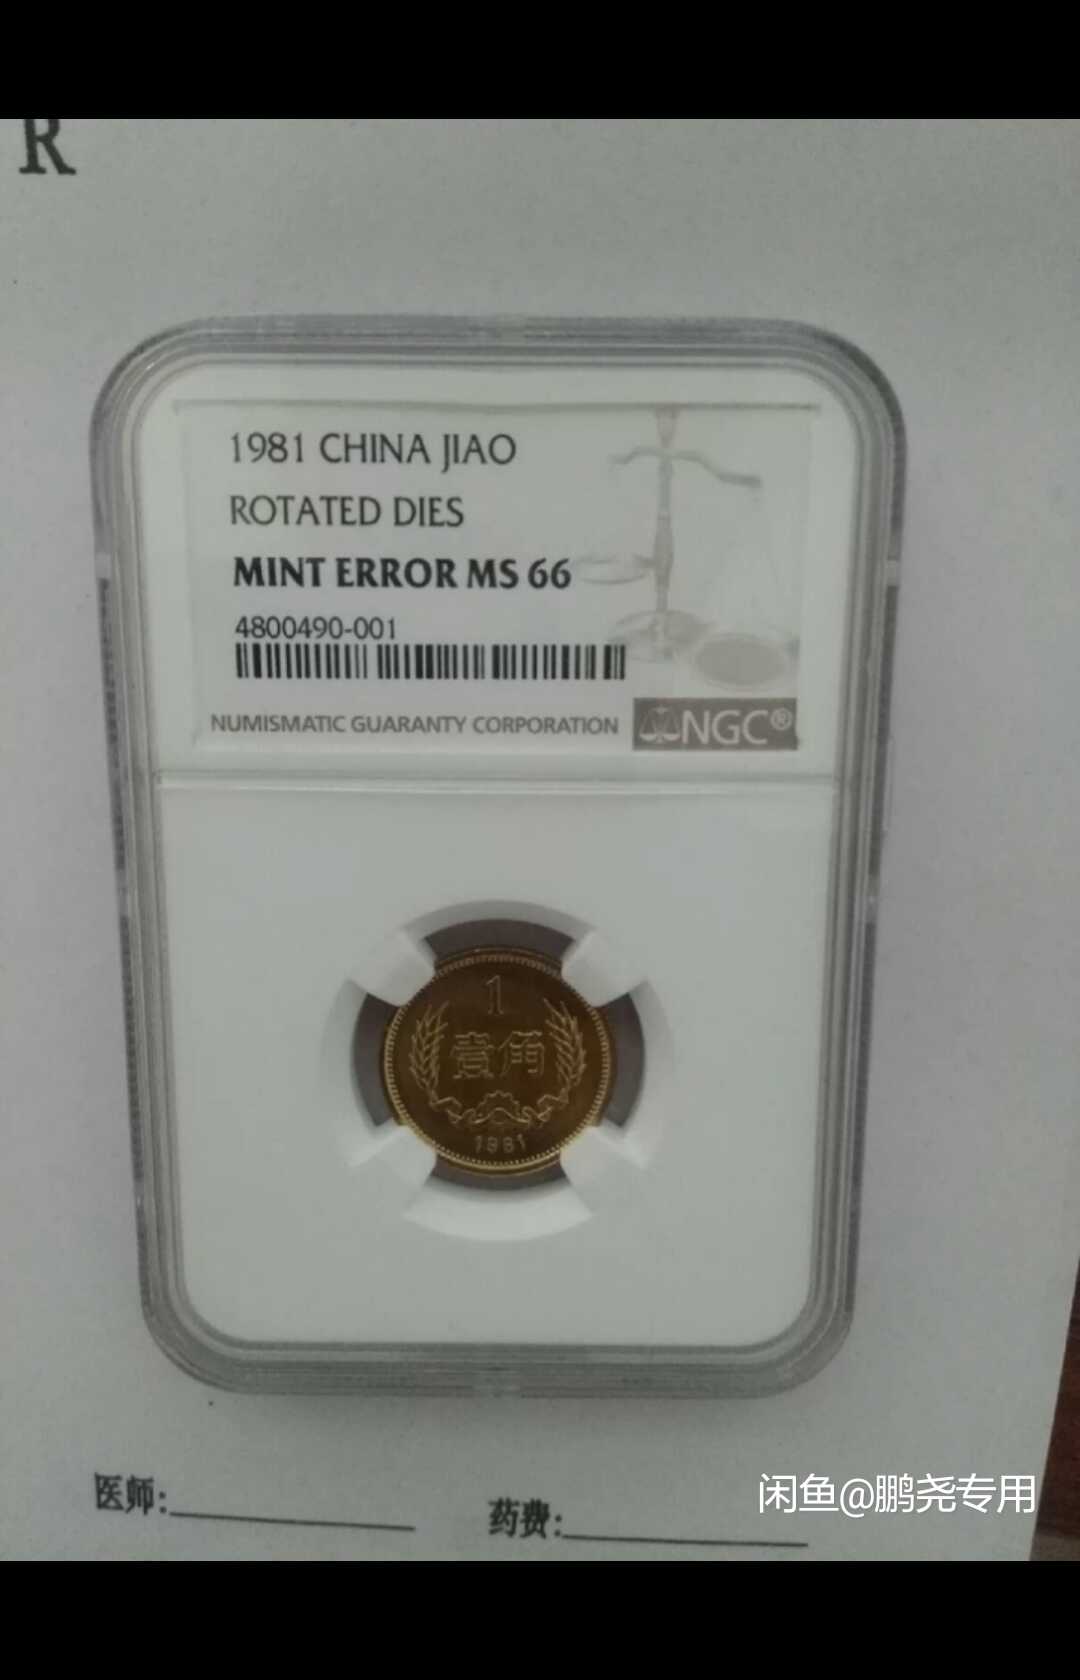 R
1981 CHINA JIAO
ROTATED DIES
MINT ERROR MS 66
4800490-001
NUMISMATIC GUARANTY CORPORATION NGC®
1
壹角
1981
医师: 药费:
闲鱼@鹏尧专用